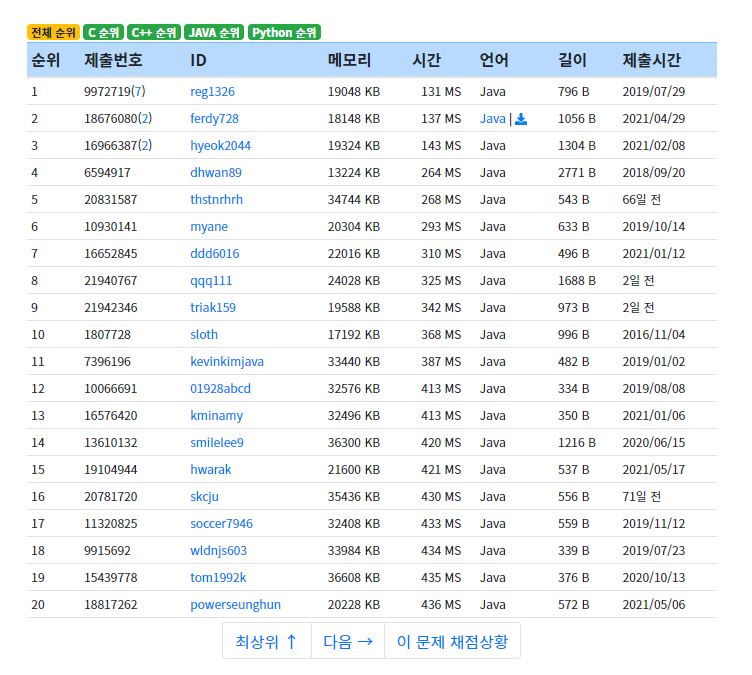 전체 순위 C 순위 C++ 순위 JAVA 순위 Python 순위
순위 제출번호 ID 메모리 시간 언어 길이 제출시간
1 9972719(7) reg1326 19048 KB 131 MS Java 796 B 2019/07/29
2 18676080(2) ferdy728 18148 KB 137 MS Java | 1056 B 2021/04/29
3 16966387(2) hyeok2044 19324 KB 143 MS Java 1304 B 2021/02/08
4 6594917 dhwan89 13224 KB 264 MS Java 2771 B 2018/09/20
5 20831587 thstnrhrh 34744 KB 268 MS Java 543 B 66일 전
6 10930141 myane 20304 KB 293 MS Java 633 B 2019/10/14
7 16652845 ddd6016 22016 KB 310 MS Java 496 B 2021/01/12
8 21940767 qqq111 24028 KB 325 MS Java 1688 B 2일 전
9 21942346 triak159 19588 KB 342 MS Java 973 B 2일 전
10 1807728 sloth 17192 KB 368 MS Java 996 B 2016/11/04
11 7396196 kevinkimjava 33440 KB 387 MS Java 482 B 2019/01/02
12 10066691 01928abcd 32576 KB 413 MS Java 334 B 2019/08/08
13 16576420 kminamy 32496 KB 413 MS Java 350 B 2021/01/06
14 13610132 smilelee9 36300 KB 420 MS Java 1216 B 2020/06/15
15 19104944 hwarak 21600 KB 421 MS Java 537 B 2021/05/17
16 20781720 skcju 35436 KB 430 MS Java 556 B 71일 전
17 11320825 soccer7946 32408 KB 433 MS Java 559 B 2019/11/12
18 9915692 wldnjs603 33984 KB 434 MS Java 339 B 2019/07/23
19 15439778 tom1992k 36608 KB 435 MS Java 376 B 2020/10/13
20 18817262 powerseunghun 20228 KB 436 MS Java 572 B 2021/05/06
최상위 ↑ 다음 → 이 문제 채점상황